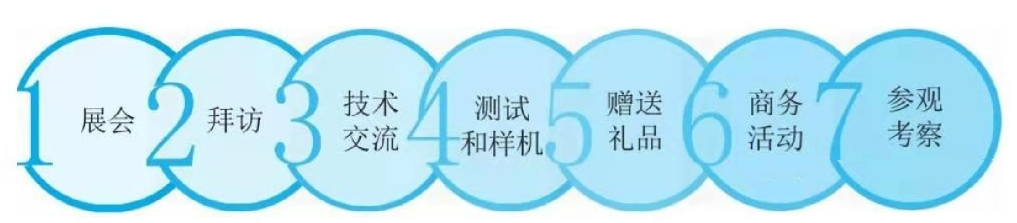 1 展会
2 拜访
3 技术
交流
4 测试
和样机
5 赠送
礼品
6 商务
活动
7 参观
考察